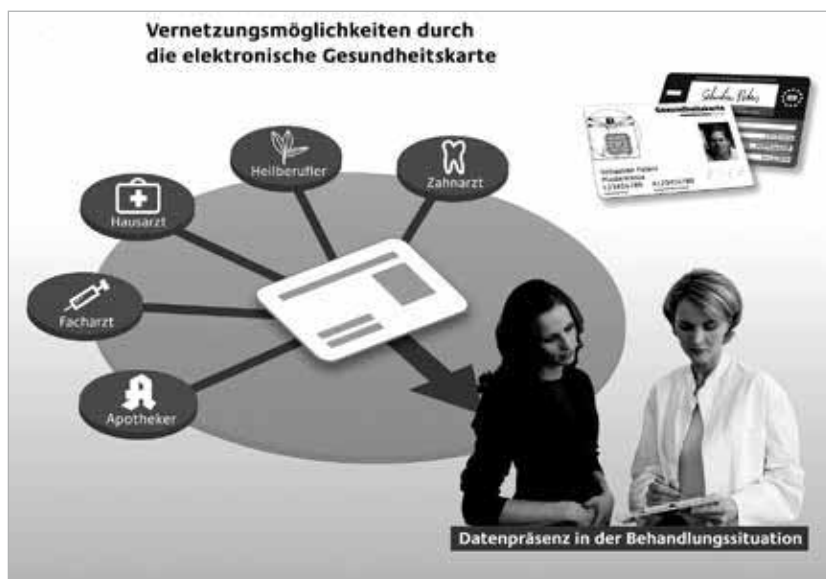 Vernetzungsmöglichkeiten durch
die elektronische Gesundheitskarte
Heilberufler
Zahnarzt
Hausarzt
Facharzt
Apotheker
Gesundheitskarte
Datenpräsenz in der Behandlungssituation